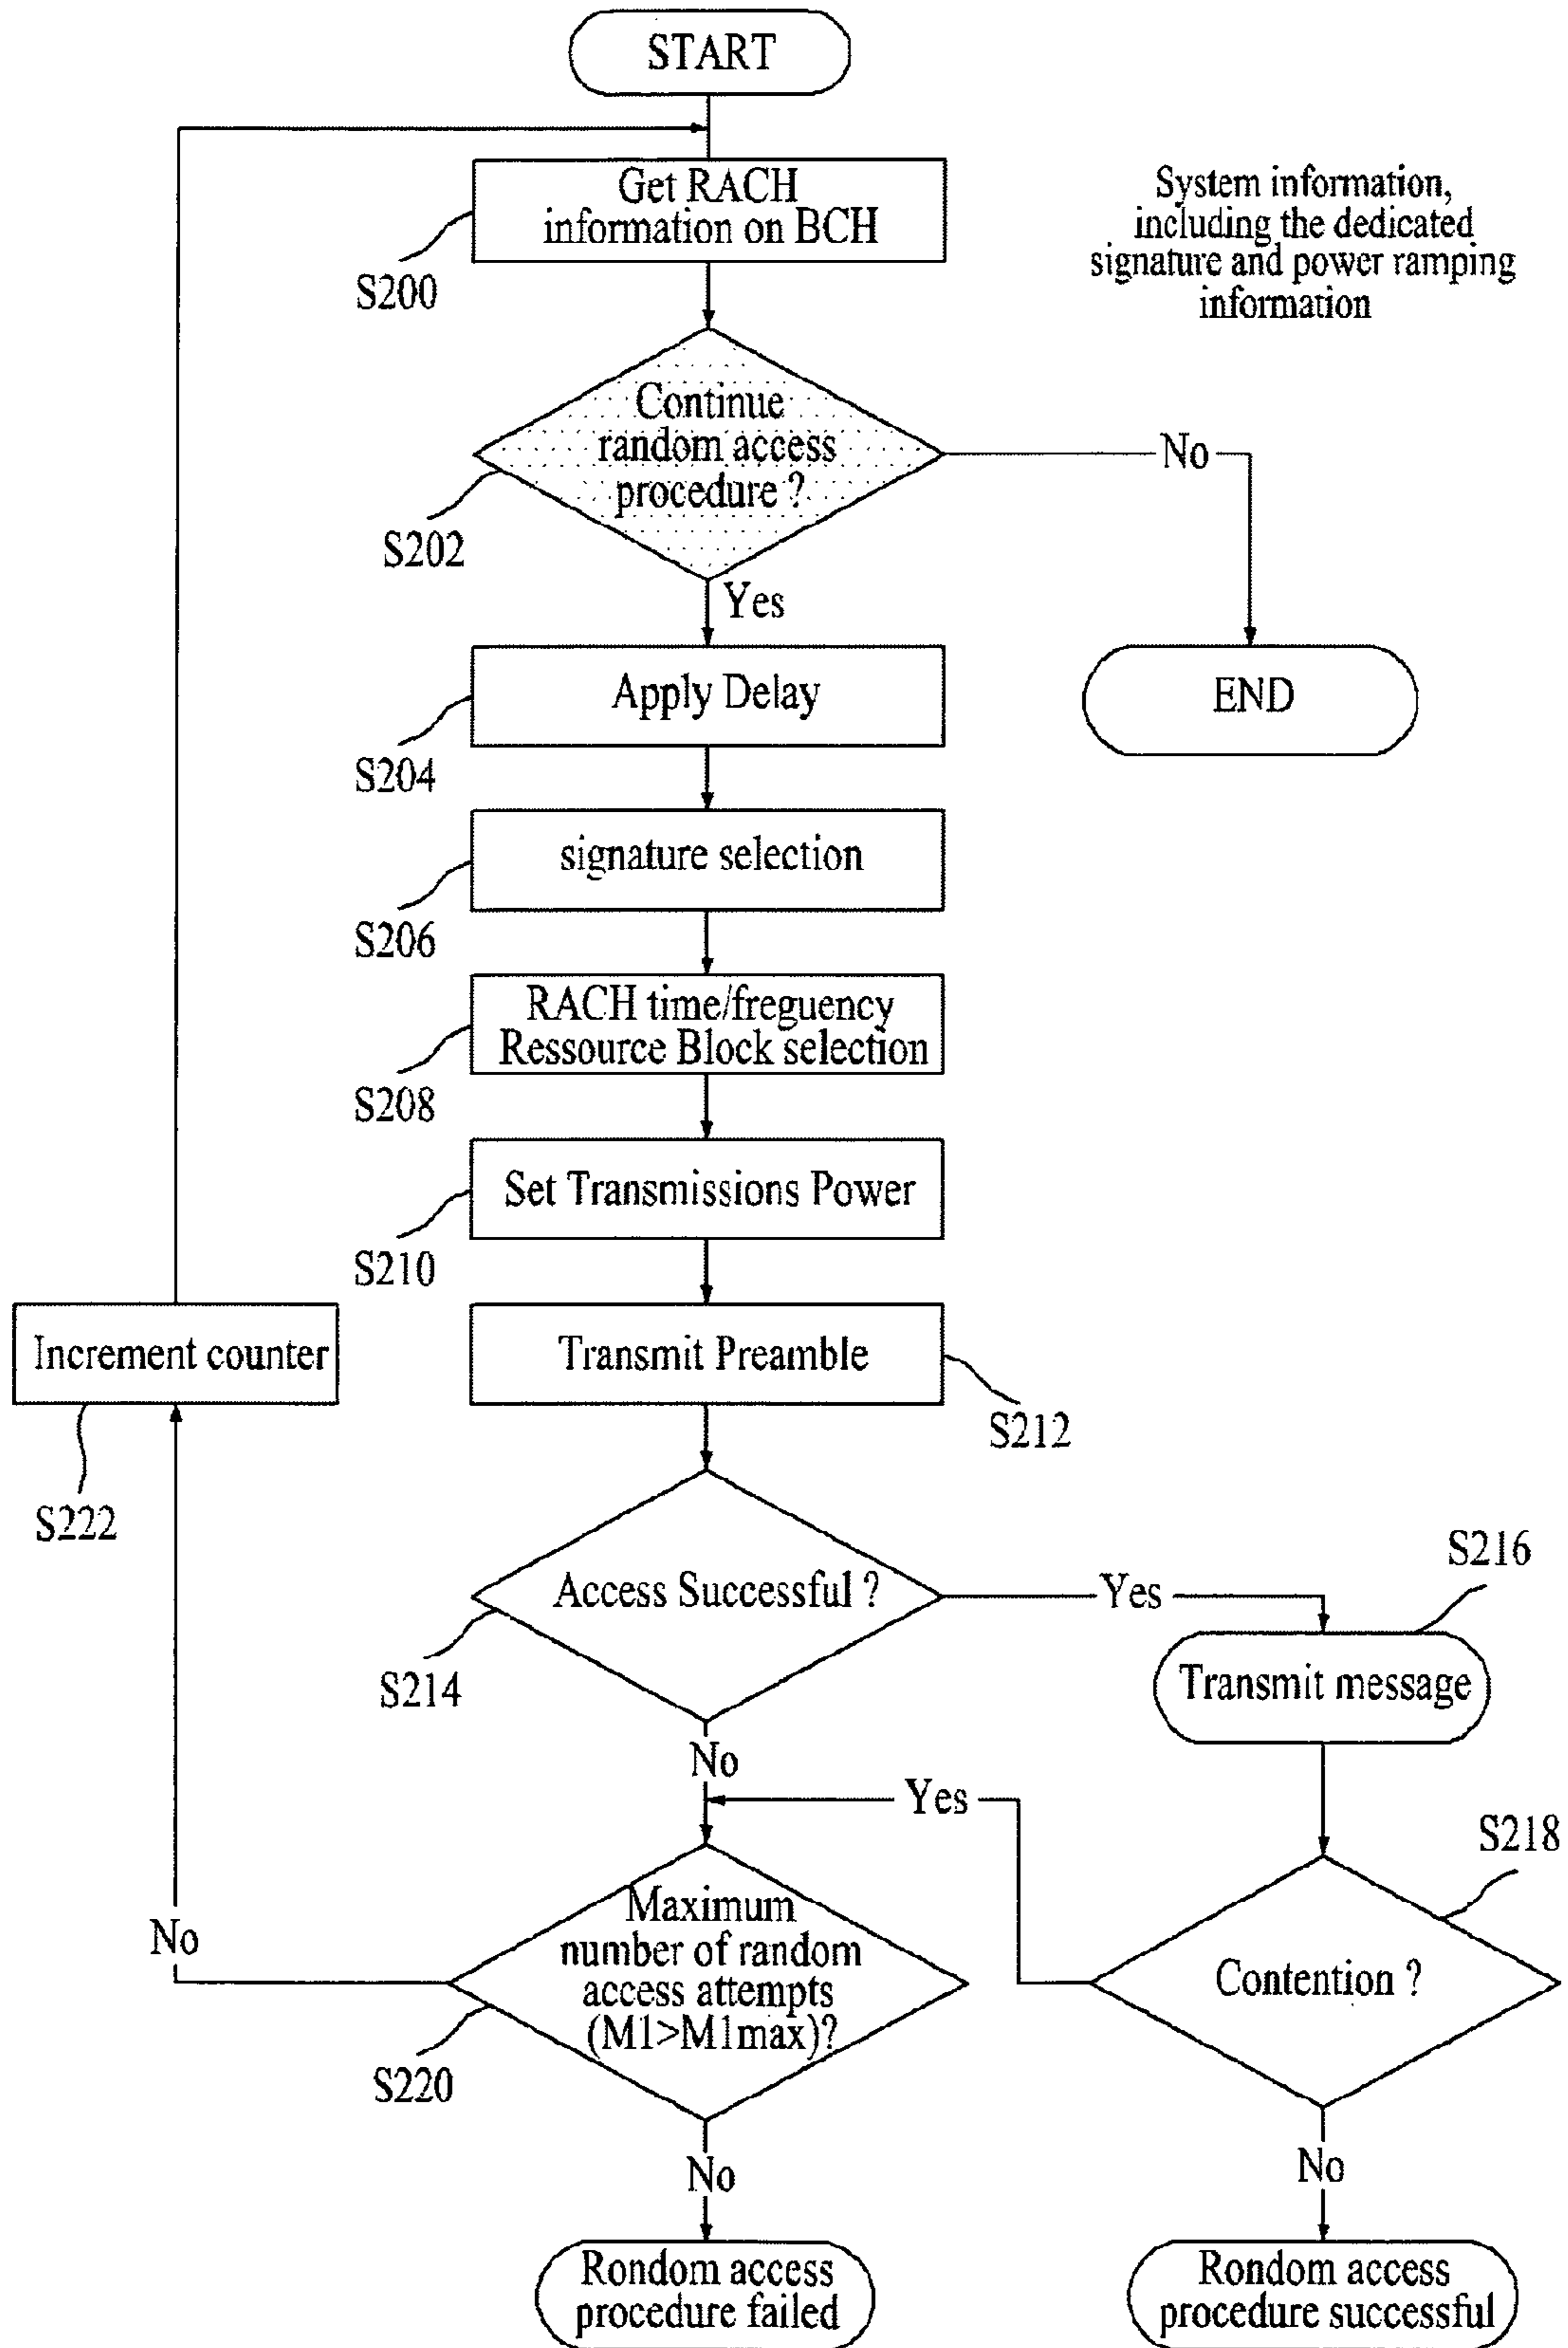 START
Get RACH
information on BCH
S200
System information,
including the dedicated
signature and power ramping
information
Continue
random access
procedure ?
S202
No
Yes
END
Apply Delay
S204
signature selection
S206
RACH time/freguency
Ressource Block selection
S208
Set Transmissions Power
S210
Increment counter
S222
Transmit Preamble
S212
Access Successful ?
S214
Yes
S216
Transmit message
No
Yes
S218
Contention ?
Maximum
number of random
access attempts
(M1>M1max)?
S220
No
No
No
Rondom access
procedure failed
Rondom access
procedure successful